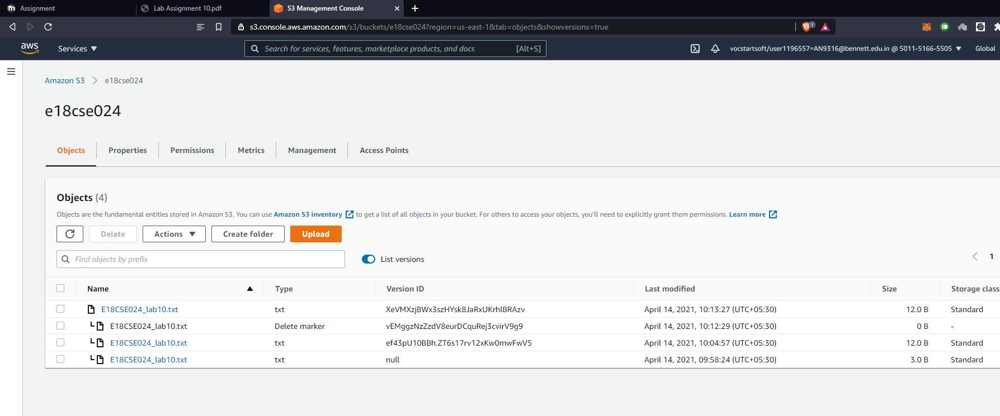 Assignment
Lab Assignment 10.pdf
S3 Management Console
s3.console.aws.amazon.com/s3/buckets/e18cse024?region=us-east-1&tab=objects&showversions=true
1
aws
Services
Search for services, features, marketplace products, and docs [Alt+S]
vocstartsoft/user1196557=AN9316@bennett.edu.in @ 5011-5166-5505
Global
Amazon S3 > e18cse024
e18cse024
Objects Properties Permissions Metrics Management Access Points
Objects (4)
Objects are the fundamental entities stored in Amazon S3. You can use Amazon S3 inventory to get a list of all objects in your bucket. For others to access your objects, you'll need to explicitly grant them permissions. Learn more
Delete Actions Create folder Upload
Find objects by prefix List versions 1
Name Type Version ID Last modified Size Storage class
E18CSE024_lab10.txt txt XeVMXzjBWx3szHYsk8JaRxUKrhlBRAzv April 14, 2021, 10:13:27 (UTC+05:30) 12.0 B Standard
E18CSE024_lab10.txt Delete marker vEMggzNzZzdV8eurDCquRej3cvirV9g9 April 14, 2021, 10:12:29 (UTC+05:30) 0 B -
E18CSE024_lab10.txt txt ef43pU10BBh.ZT6s17rv12xKw0mwFwV5 April 14, 2021, 10:04:57 (UTC+05:30) 12.0 B Standard
E18CSE024_lab10.txt txt null April 14, 2021, 09:58:24 (UTC+05:30) 3.0 B Standard